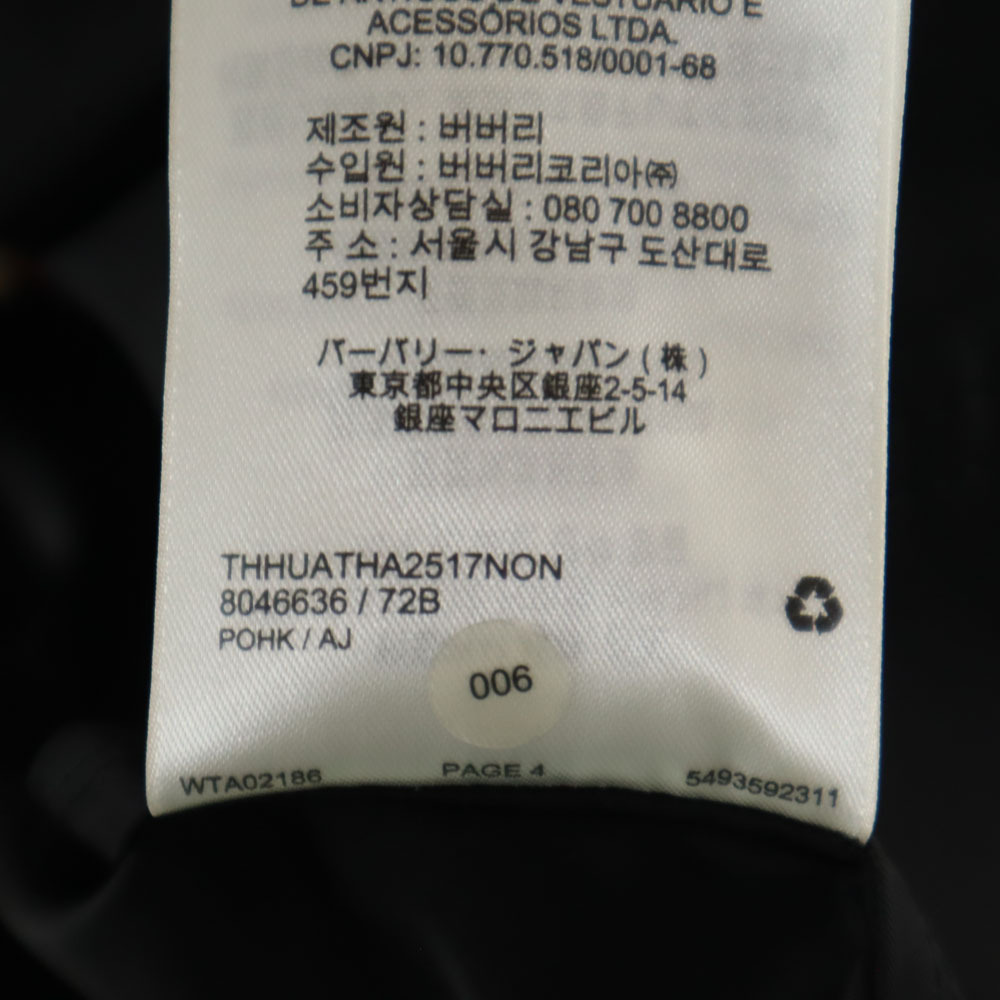 DE ARTIGOS DE VESTUÁRIO E
ACESSÓRIOS LTDA.
CNPJ: 10.770.518/0001-68
제조원 : 버버리
수입원 : 버버리코리아㈜
소비자상담실 : 080 700 8800
주 소 : 서울시 강남구 도산대로
459번지
バーバリー・ジャパン(株)
東京都中央区銀座2-5-14
銀座マロニエビル
THHUATHA2517NON
8046636 / 72B
POHK / AJ
006
WTA02186 PAGE 4 5493592311